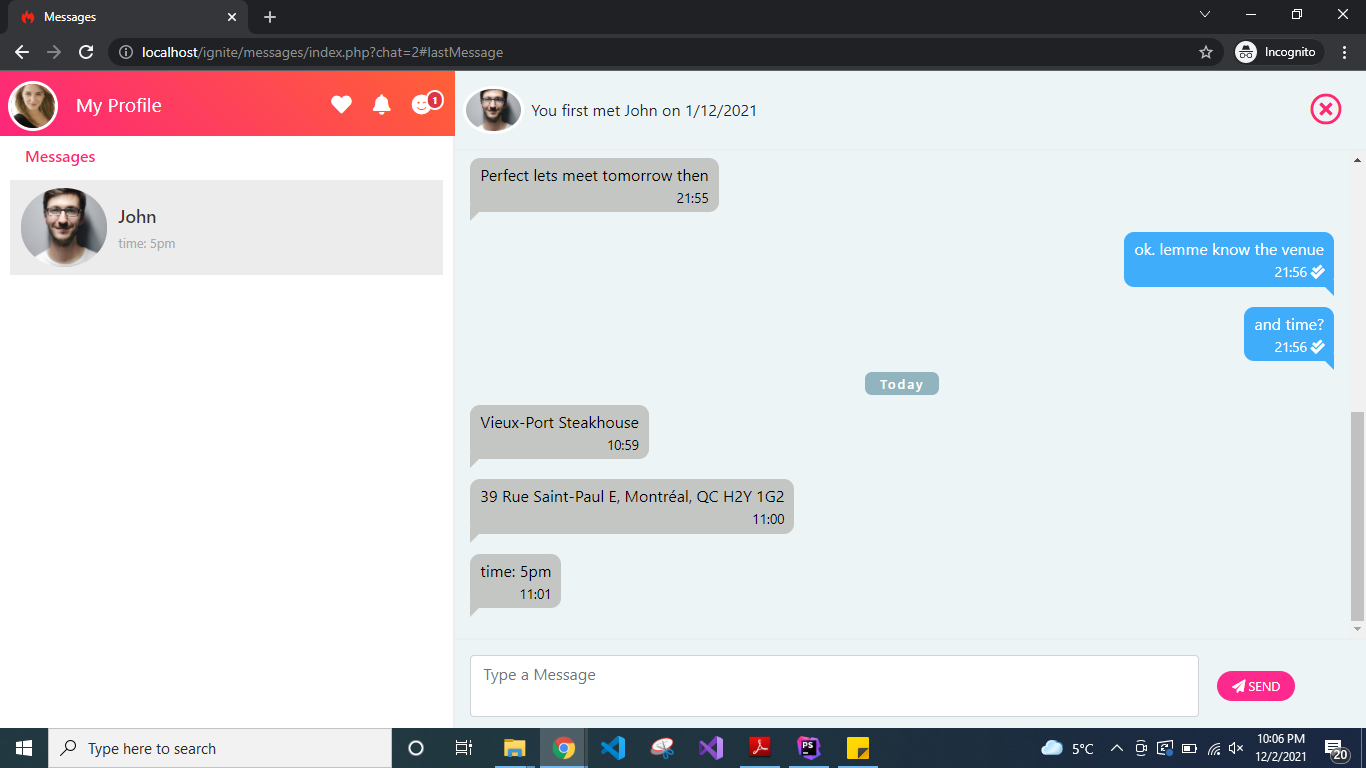 Messages
localhost/ignite/messages/index.php?chat=2#lastMessage
Incognito
My Profile
1
You first met John on 1/12/2021
Messages
John
time: 5pm
Perfect lets meet tomorrow then
21:55
ok. lemme know the venue
21:56
and time?
21:56
Today
Vieux-Port Steakhouse
10:59
39 Rue Saint-Paul E, Montréal, QC H2Y 1G2
11:00
time: 5pm
11:01
Type a Message
SEND
Type here to search
PS
5°C
10:06 PM
12/2/2021
20